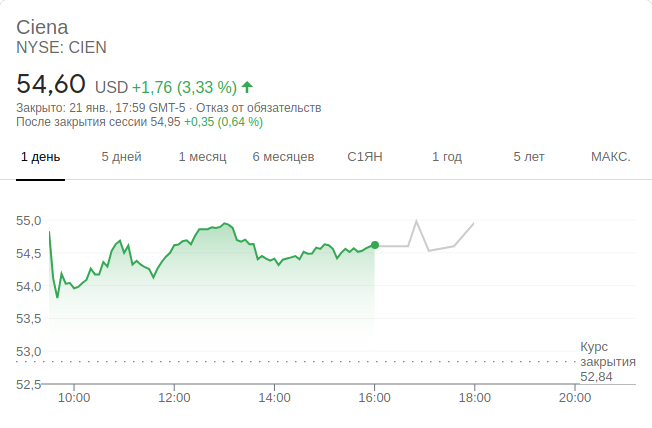 Ciena
NYSE: CIEN
54,60 USD +1,76 (3,33 %)
Закрыто: 21 янв., 17:59 GMT-5 · Отказ от обязательств
После закрытия сессии 54,95 +0,35 (0,64 %)
1 день 5 дней 1 месяц 6 месяцев С1ЯН 1 год 5 лет МАКС.
55,0
54,5
54,0
53,5
53,0
52,5
Курс
закрытия
52,84
10:00 12:00 14:00 16:00 18:00 20:00